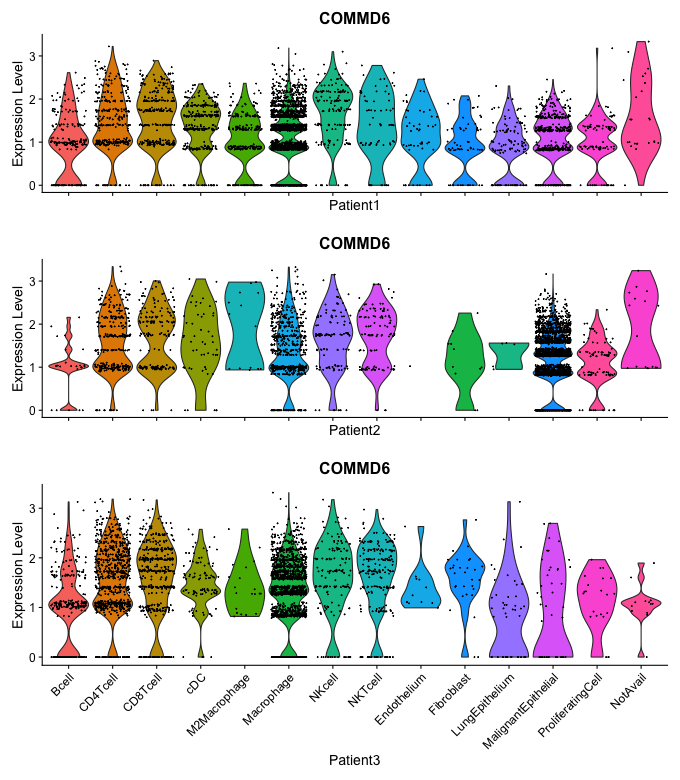 COMMD6
Expression Level
3
2
1
0
Patient1
COMMD6
Expression Level
3
2
1
0
Patient2
COMMD6
Expression Level
3
2
1
0
Bcell
CD4Tcell
CD8Tcell
cDC
M2Macrophage
Macrophage
NKcell
NKTcell
Endothelium
Fibroblast
LungEpithelium
MalignantEpithelial
ProliferatingCell
NotAvail
Patient3